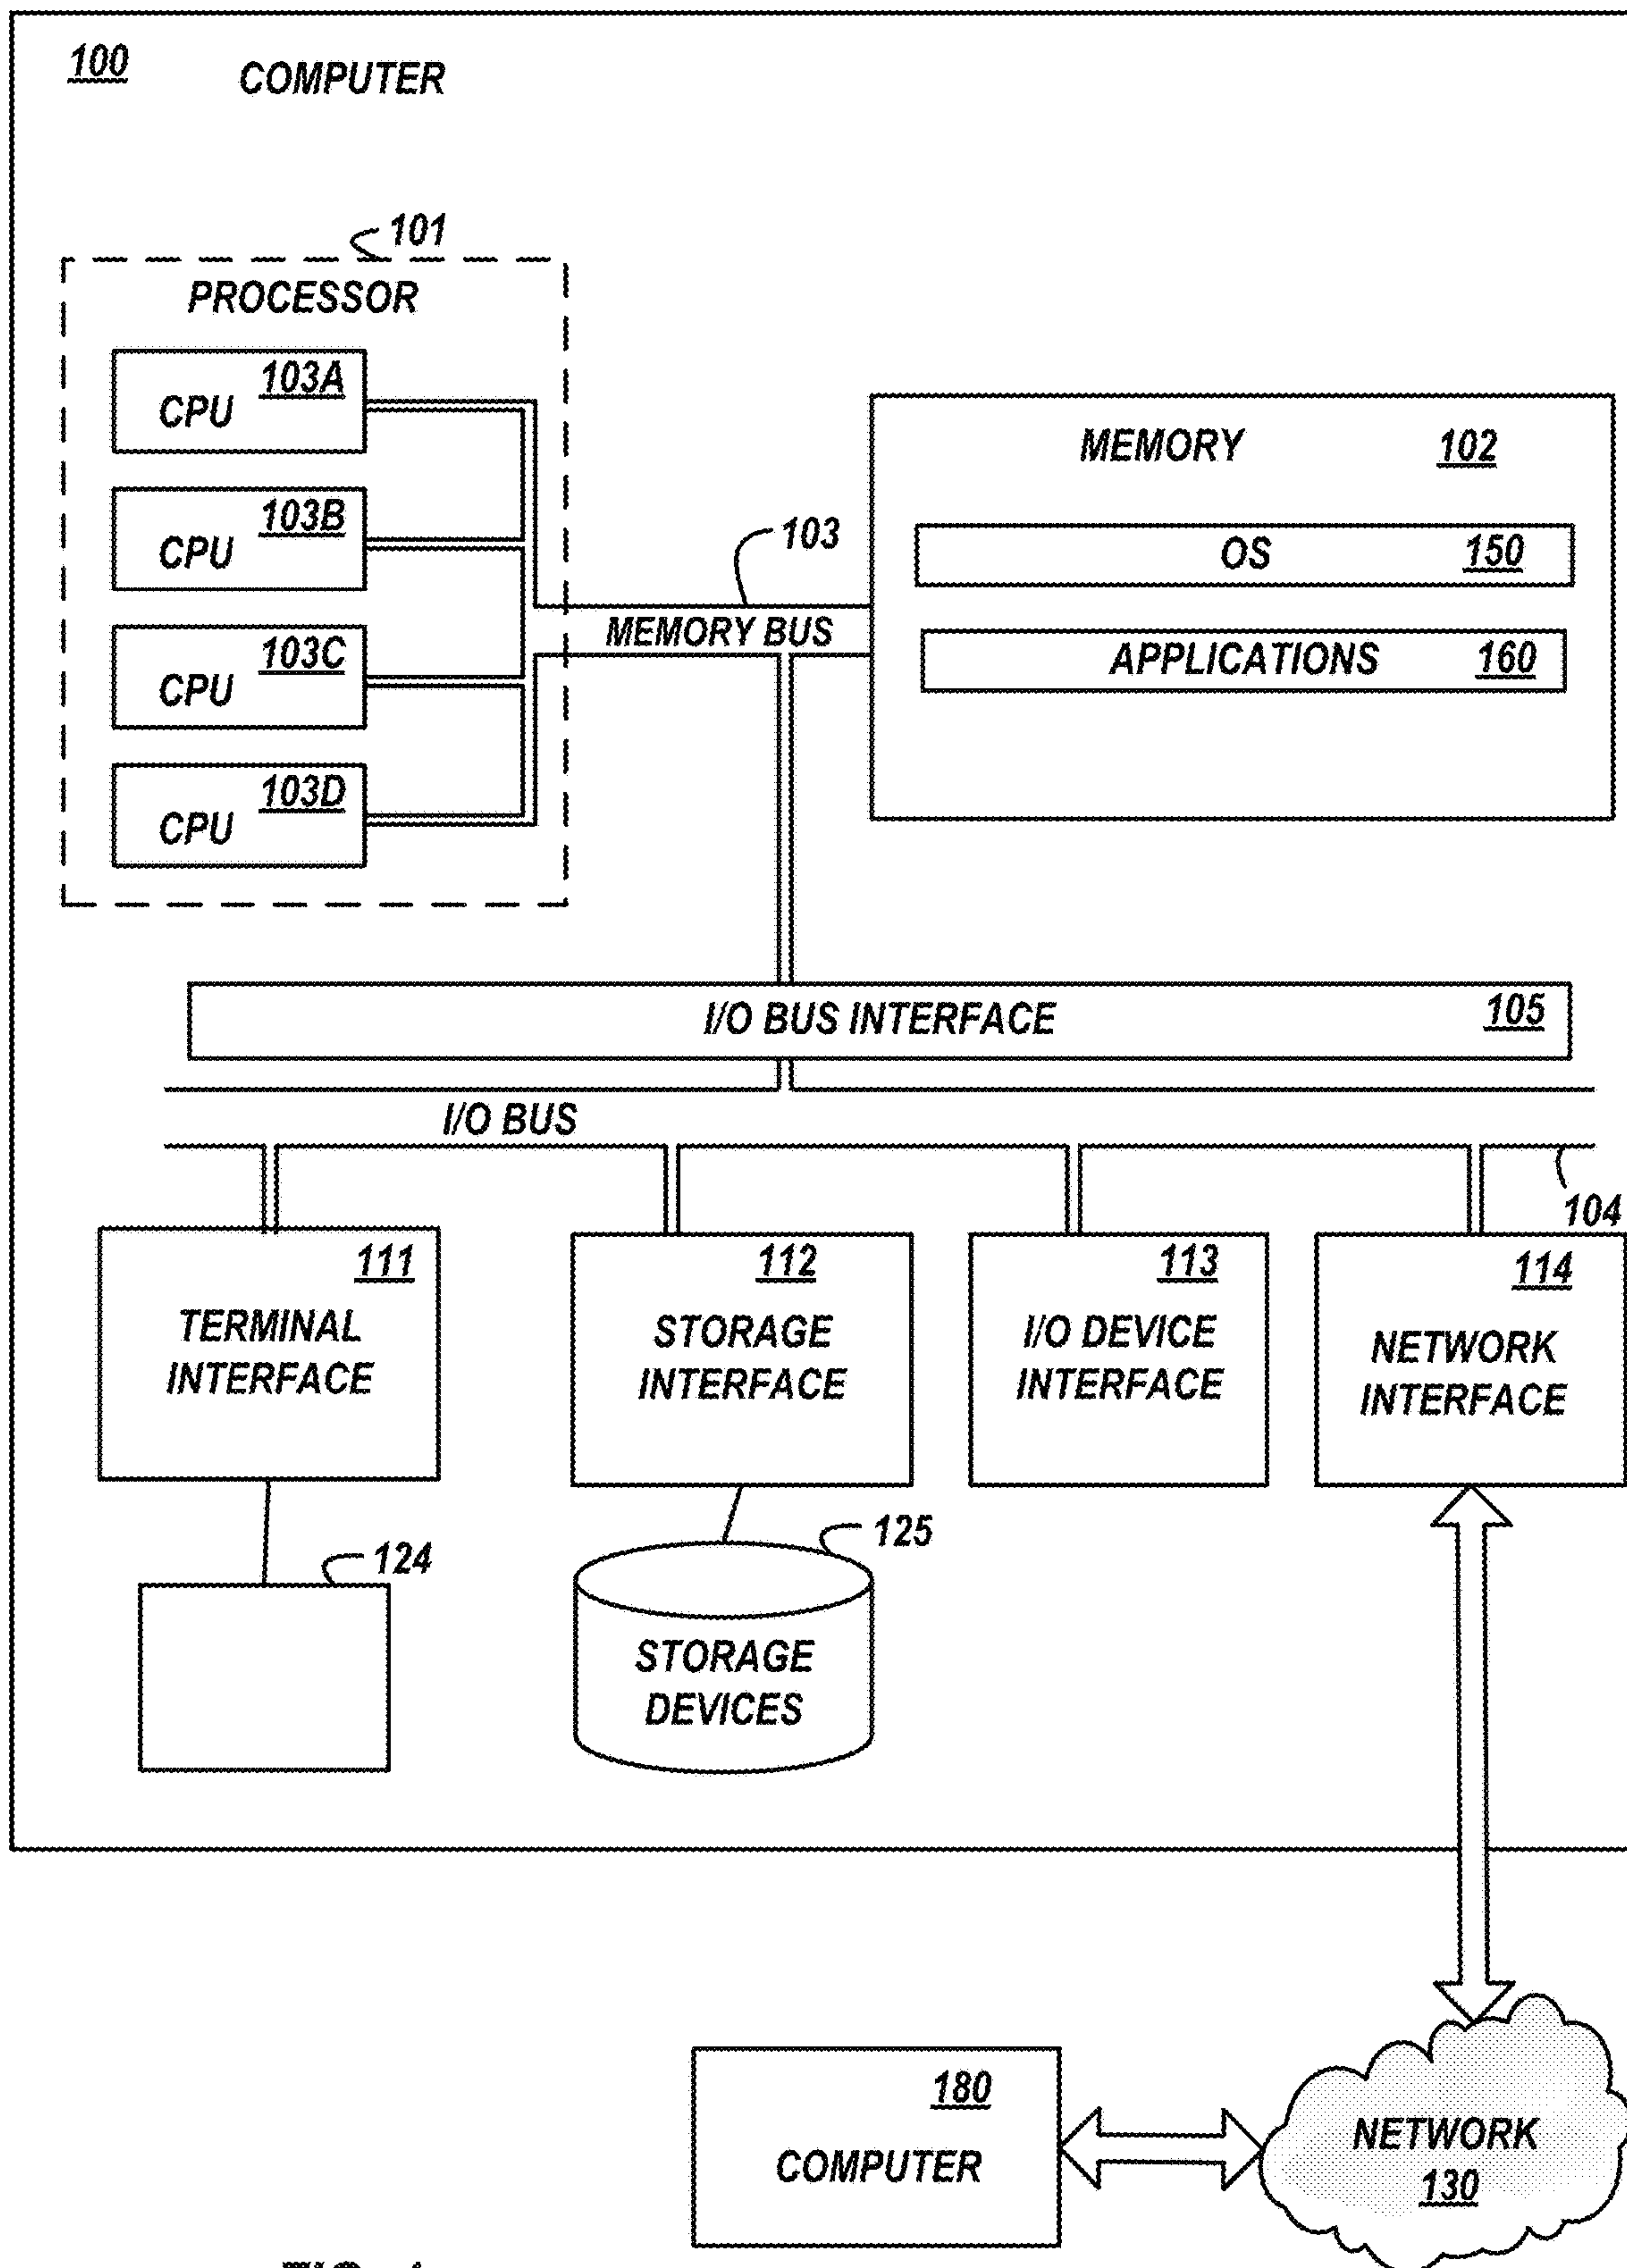 100 COMPUTER
101
PROCESSOR
103A
CPU
103B
CPU
103C
CPU
103D
CPU
103
MEMORY BUS
MEMORY 102
OS 150
APPLICATIONS 160
I/O BUS INTERFACE 105
I/O BUS
104
111
TERMINAL
INTERFACE
112
STORAGE
INTERFACE
113
I/O DEVICE
INTERFACE
114
NETWORK
INTERFACE
124
125
STORAGE
DEVICES
180
COMPUTER
NETWORK
130